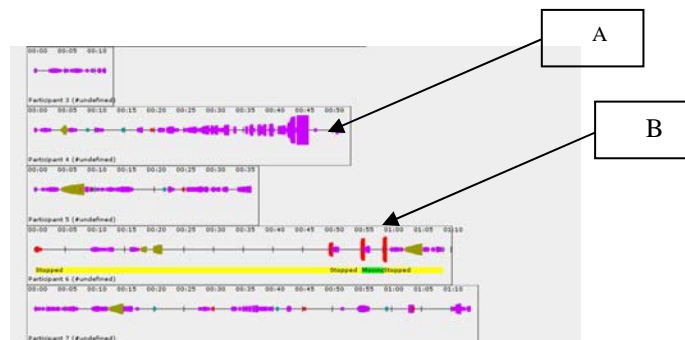 A
00:00 00:05 00:10
Participant 3 (#undefined)
00:00 00:05 00:10 00:15 00:20 00:25 00:30 00:35 00:40 00:45 00:50
Participant 4 (#undefined)
B
00:00 00:05 00:10 00:15 00:20 00:25 00:30 00:35
Participant 5 (#undefined)
00:00 00:05 00:10 00:15 00:20 00:25 00:30 00:35 00:40 00:45 00:50 00:55 01:00 01:05 01:10
Stopped Stopped Moving Stopped
Participant 6 (#undefined)
00:00 00:05 00:10 00:15 00:20 00:25 00:30 00:35 00:40 00:45 00:50 00:55 01:00 01:05 01:10
Participant 7 (#undefined)